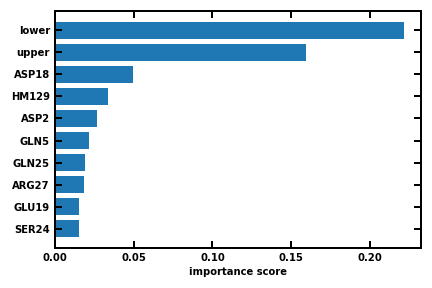 lower
upper
ASP18
HM129
ASP2
GLN5
GLN25
ARG27
GLU19
SER24
0.00 0.05 0.10 0.15 0.20
importance score